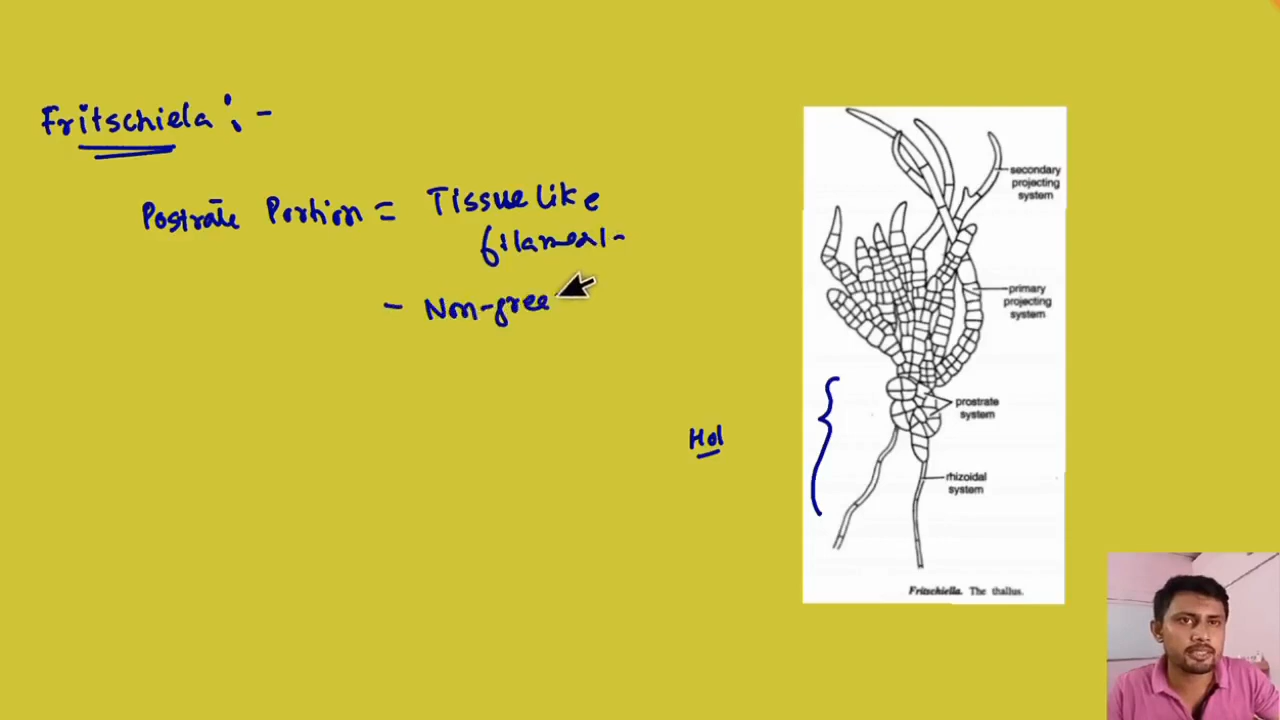 Fritschiela :-
Postrate Portion = Tissue like
filamenl-
- Non-gree
Hol
secondary
projecting
system
primary
projecting
system
prostrate
system
rhizoidal
system
Fritschiella. The thallus.